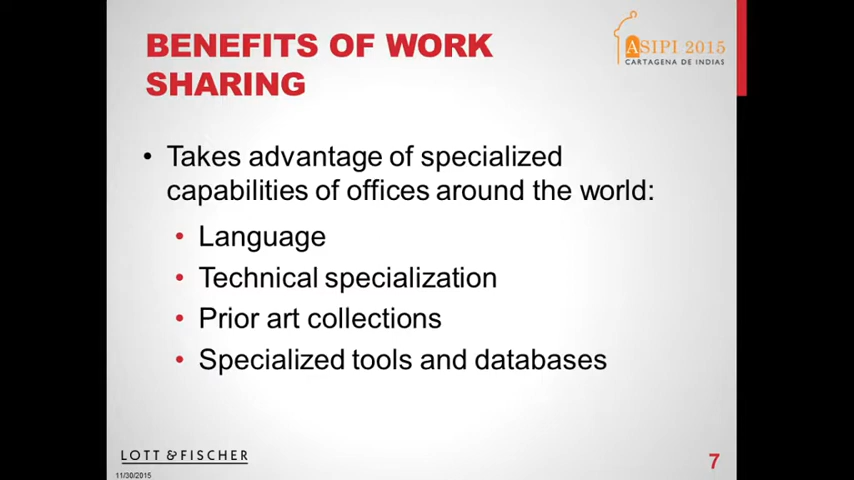 BENEFITS OF WORK
SHARING
ASIPI 2015
CARTAGENA DE INDIAS
• Takes advantage of specialized
capabilities of offices around the world:
• Language
• Technical specialization
• Prior art collections
• Specialized tools and databases
LOTT & FISCHER
7
11/30/2015